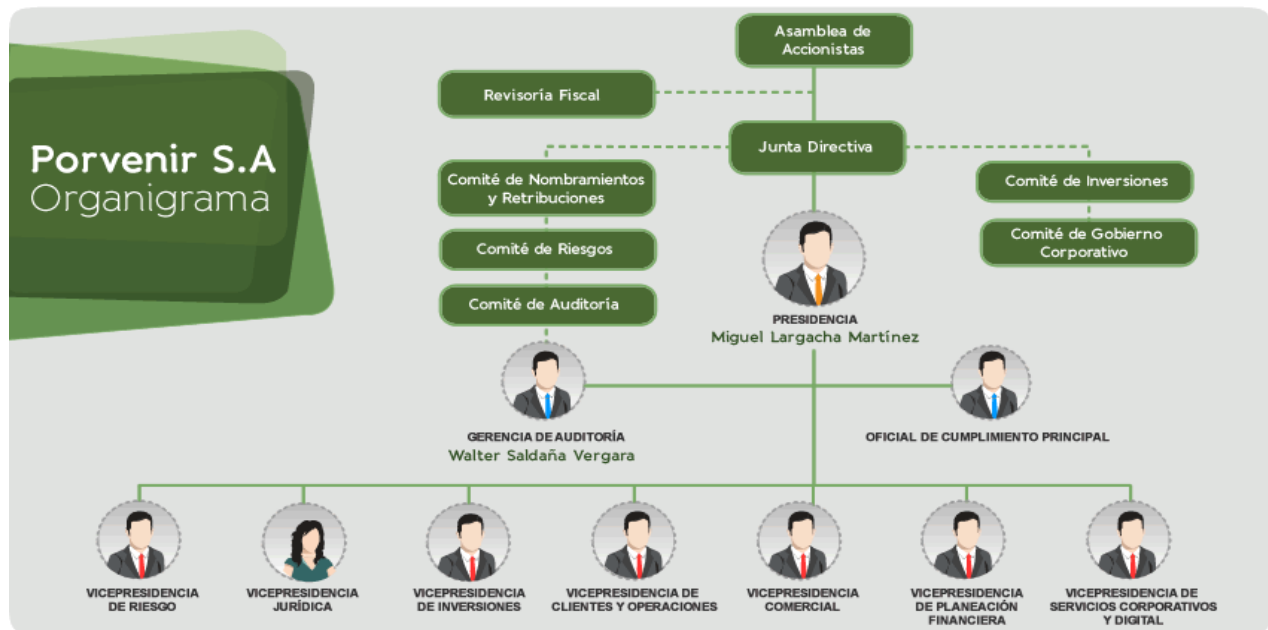 Porvenir S.A
Organigrama
Asamblea de
Accionistas
Revisoría Fiscal
Junta Directiva
Comité de Nombramientos
y Retribuciones
Comité de Riesgos
Comité de Auditoría
Comité de Inversiones
Comité de Gobierno
Corporativo
PRESIDENCIA
Miguel Largacha Martínez
GERENCIA DE AUDITORÍA
Walter Saldaña Vergara
OFICIAL DE CUMPLIMIENTO PRINCIPAL
VICEPRESIDENCIA
DE RIESGO
VICEPRESIDENCIA
JURÍDICA
VICEPRESIDENCIA
DE INVERSIONES
VICEPRESIDENCIA DE
CLIENTES Y OPERACIONES
VICEPRESIDENCIA
COMERCIAL
VICEPRESIDENCIA
DE PLANEACIÓN
FINANCIERA
VICEPRESIDENCIA DE
SERVICIOS CORPORATIVOS
Y DIGITAL